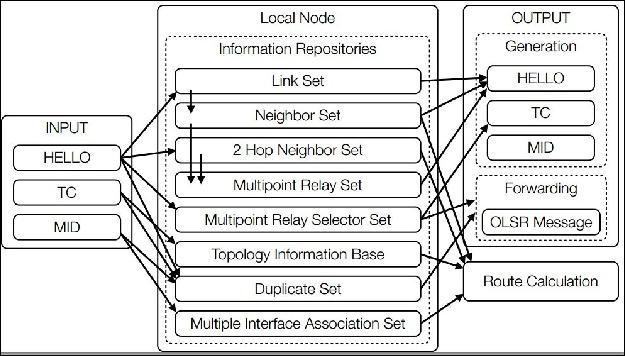 INPUT
HELLO
TC
MID
Local Node
Information Repositories
Link Set
Neighbor Set
2 Hop Neighbor Set
Multipoint Relay Set
Multipoint Relay Selector Set
Topology Information Base
Duplicate Set
Multiple Interface Association Set
OUTPUT
Generation
HELLO
TC
MID
Forwarding
OLSR Message
Route Calculation